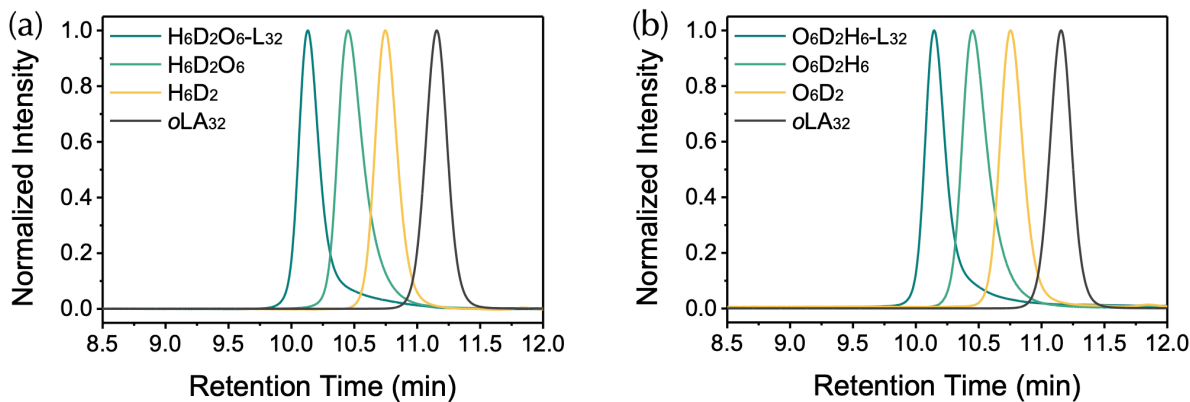 (a)
Normalized Intensity
1.0
0.8
0.6
0.4
0.2
0.0
H6D2O6-L32
H6D2O6
H6D2
oLA32
8.5 9.0 9.5 10.0 10.5 11.0 11.5 12.0
Retention Time (min)
(b)
Normalized Intensity
1.0
0.8
0.6
0.4
0.2
0.0
O6D2H6-L32
O6D2H6
O6D2
oLA32
8.5 9.0 9.5 10.0 10.5 11.0 11.5 12.0
Retention Time (min)